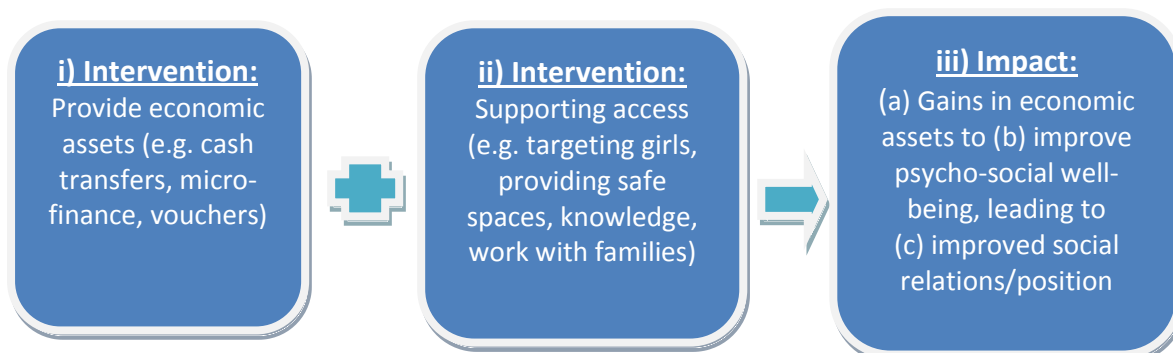 i) Intervention:
Provide economic
assets (e.g. cash
transfers, micro-
finance, vouchers)
ii) Intervention:
Supporting access
(e.g. targeting girls,
providing safe
spaces, knowledge,
work with families)
iii) Impact:
(a) Gains in economic
assets to (b) improve
psycho-social well-
being, leading to
(c) improved social
relations/position